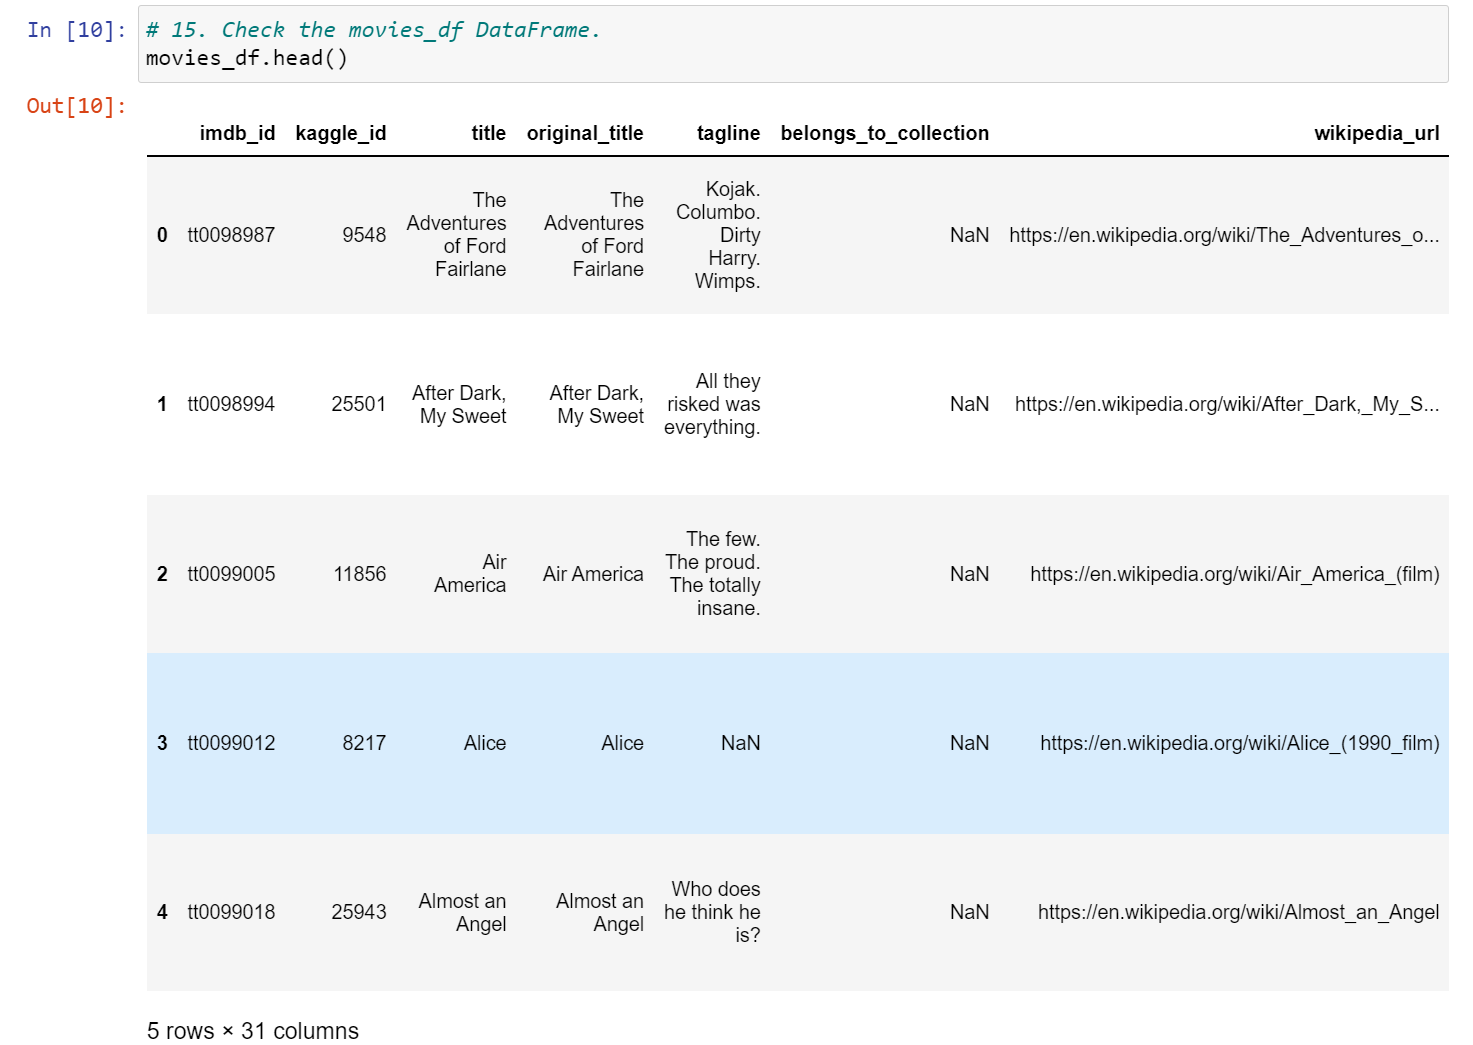 In [10]: # 15. Check the movies_df DataFrame.
movies_df.head()
Out[10]:
imdb_id kaggle_id title original_title tagline belongs_to_collection wikipedia_url
0 tt0098987 9548 The Adventures of Ford Fairlane The Adventures of Ford Fairlane Kojak. Columbo. Dirty Harry. Wimps. NaN https://en.wikipedia.org/wiki/The_Adventures_o...
1 tt0098994 25501 After Dark, My Sweet After Dark, My Sweet All they risked was everything. NaN https://en.wikipedia.org/wiki/After_Dark,_My_S...
2 tt0099005 11856 Air America Air America The few. The proud. The totally insane. NaN https://en.wikipedia.org/wiki/Air_America_(film)
3 tt0099012 8217 Alice Alice NaN NaN https://en.wikipedia.org/wiki/Alice_(1990_film)
4 tt0099018 25943 Almost an Angel Almost an Angel Who does he think he is? NaN https://en.wikipedia.org/wiki/Almost_an_Angel
5 rows × 31 columns